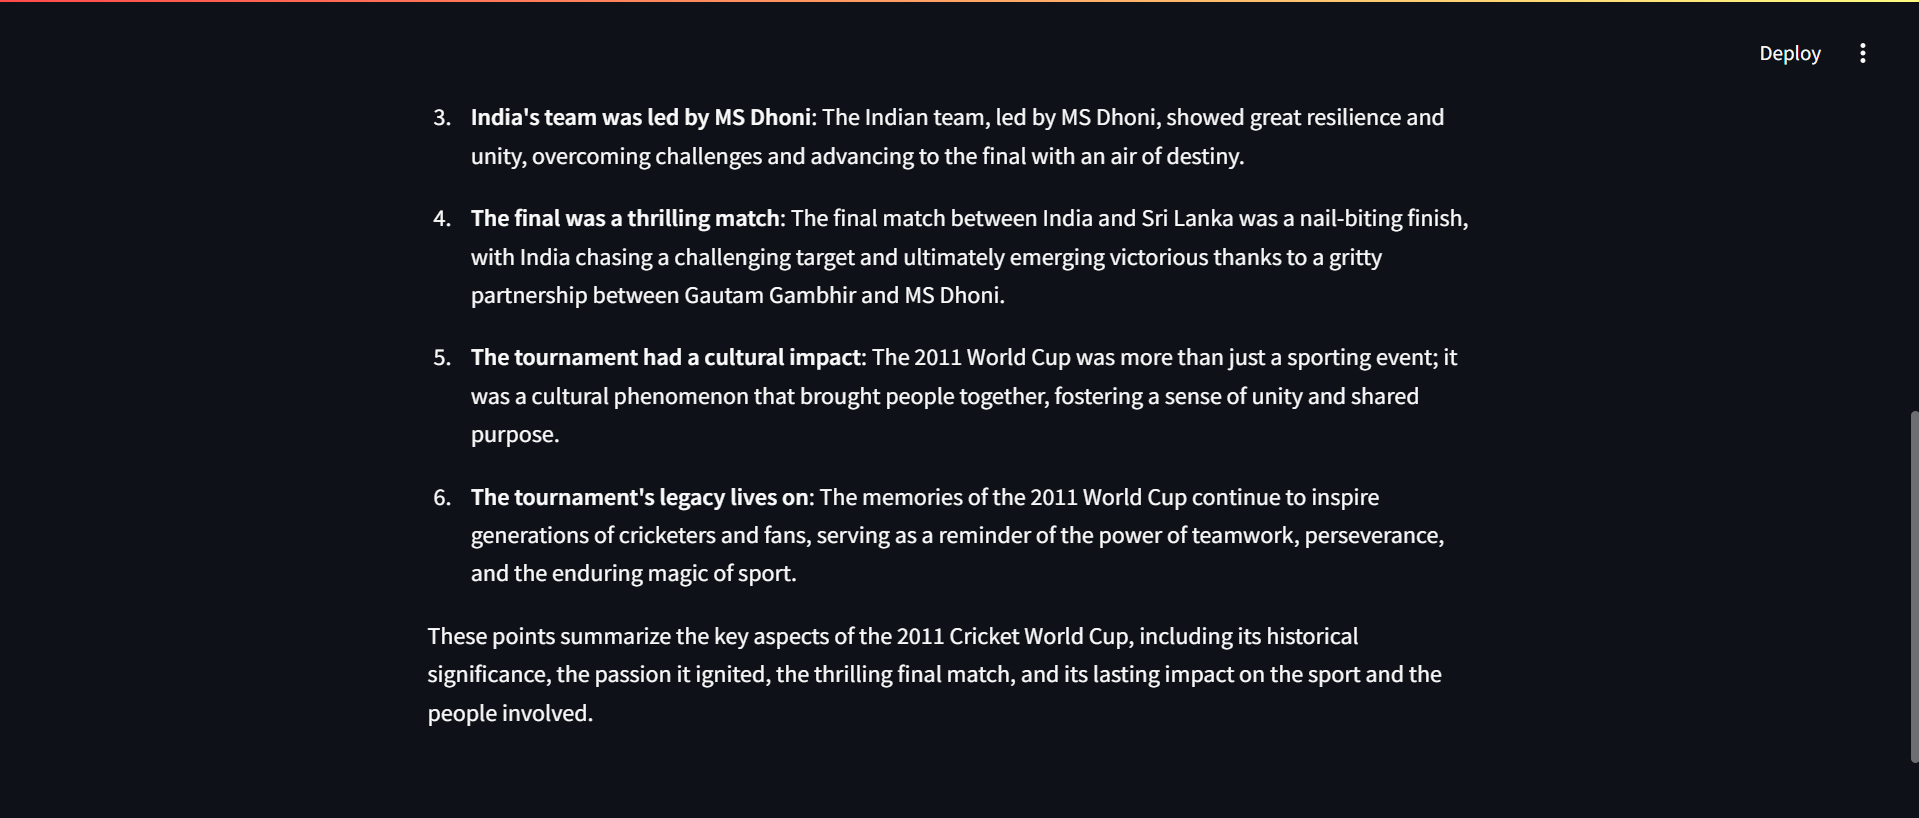 Deploy
3. India's team was led by MS Dhoni: The Indian team, led by MS Dhoni, showed great resilience and
unity, overcoming challenges and advancing to the final with an air of destiny.
4. The final was a thrilling match: The final match between India and Sri Lanka was a nail-biting finish,
with India chasing a challenging target and ultimately emerging victorious thanks to a gritty
partnership between Gautam Gambhir and MS Dhoni.
5. The tournament had a cultural impact: The 2011 World Cup was more than just a sporting event; it
was a cultural phenomenon that brought people together, fostering a sense of unity and shared
purpose.
6. The tournament's legacy lives on: The memories of the 2011 World Cup continue to inspire
generations of cricketers and fans, serving as a reminder of the power of teamwork, perseverance,
and the enduring magic of sport.
These points summarize the key aspects of the 2011 Cricket World Cup, including its historical
significance, the passion it ignited, the thrilling final match, and its lasting impact on the sport and the
people involved.